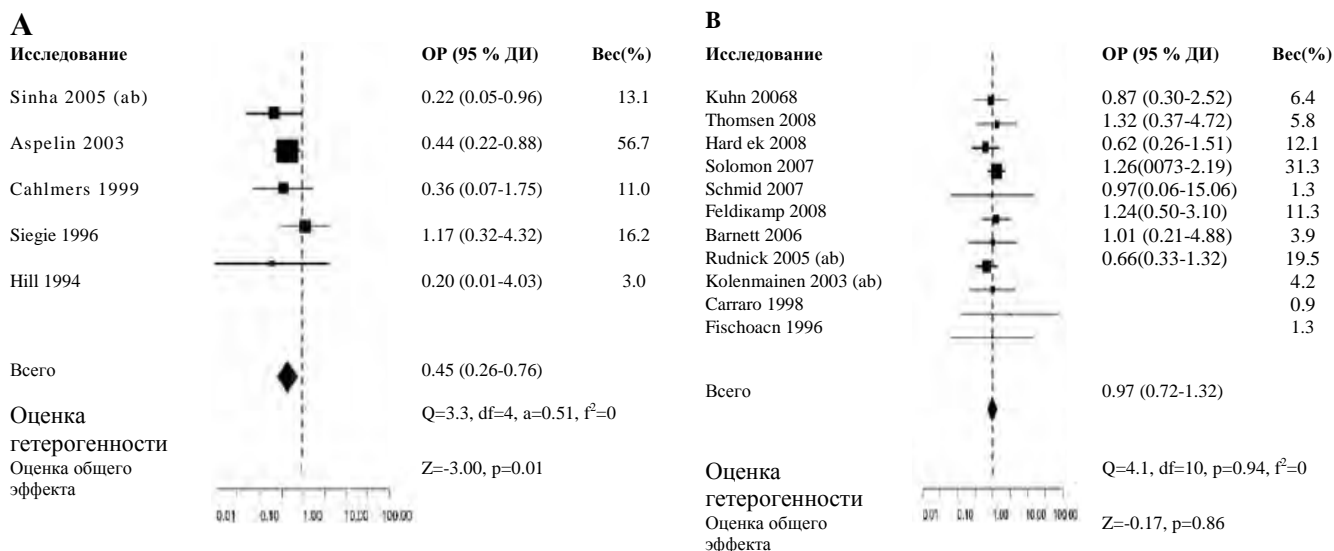 A
Исследование ОР (95 % ДИ) Вес(%)
Sinha 2005 (ab) 0.22 (0.05-0.96) 13.1
Aspelin 2003 0.44 (0.22-0.88) 56.7
Cahlmers 1999 0.36 (0.07-1.75) 11.0
Siegie 1996 1.17 (0.32-4.32) 16.2
Hill 1994 0.20 (0.01-4.03) 3.0
Всего 0.45 (0.26-0.76)
Оценка Q=3.3, df=4, a=0.51, f²=0
гетерогенности
Оценка общего Z=-3.00, p=0.01
эффекта
0.01 0.10 1.00 10.00 100.00
B
Исследование ОР (95 % ДИ) Вес(%)
Kuhn 20068 0.87 (0.30-2.52) 6.4
Thomsen 2008 1.32 (0.37-4.72) 5.8
Hard ek 2008 0.62 (0.26-1.51) 12.1
Solomon 2007 1.26(0073-2.19) 31.3
Schmid 2007 0.97(0.06-15.06) 1.3
Feldiкamp 2008 1.24(0.50-3.10) 11.3
Barnett 2006 1.01 (0.21-4.88) 3.9
Rudnick 2005 (ab) 0.66(0.33-1.32) 19.5
Kolenmainen 2003 (ab) 4.2
Carraro 1998 0.9
Fischoacn 1996 1.3
Всего 0.97 (0.72-1.32)
Оценка Q=4.1, df=10, p=0.94, f²=0
гетерогенности
Оценка общего Z=-0.17, p=0.86
эффекта
0.01 0.10 1.00 10.00 100.00